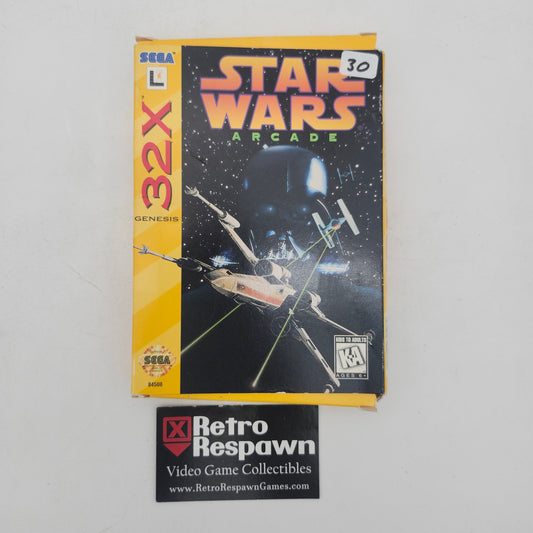 SEGA
STAR
WARS
ARCADE
30
L
32X
GENESIS
SEGA
84508
KIDS TO ADULTS
K·A
AGES 6+
X
Retro
Respawn
Video Game Collectibles
www.RetroRespawnGames.com